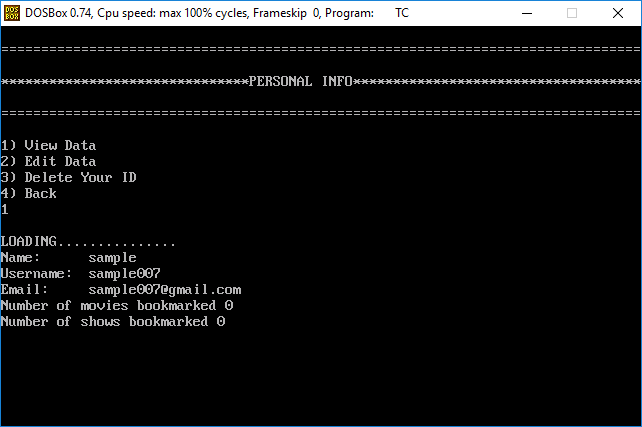 DOSBox 0.74, Cpu speed: max 100% cycles, Frameskip 0, Program: TC
================================================================================
*******************************PERSONAL INFO************************************
================================================================================
1) View Data
2) Edit Data
3) Delete Your ID
4) Back
1
LOADING...............
Name: sample
Username: sample007
Email: sample007@gmail.com
Number of movies bookmarked 0
Number of shows bookmarked 0